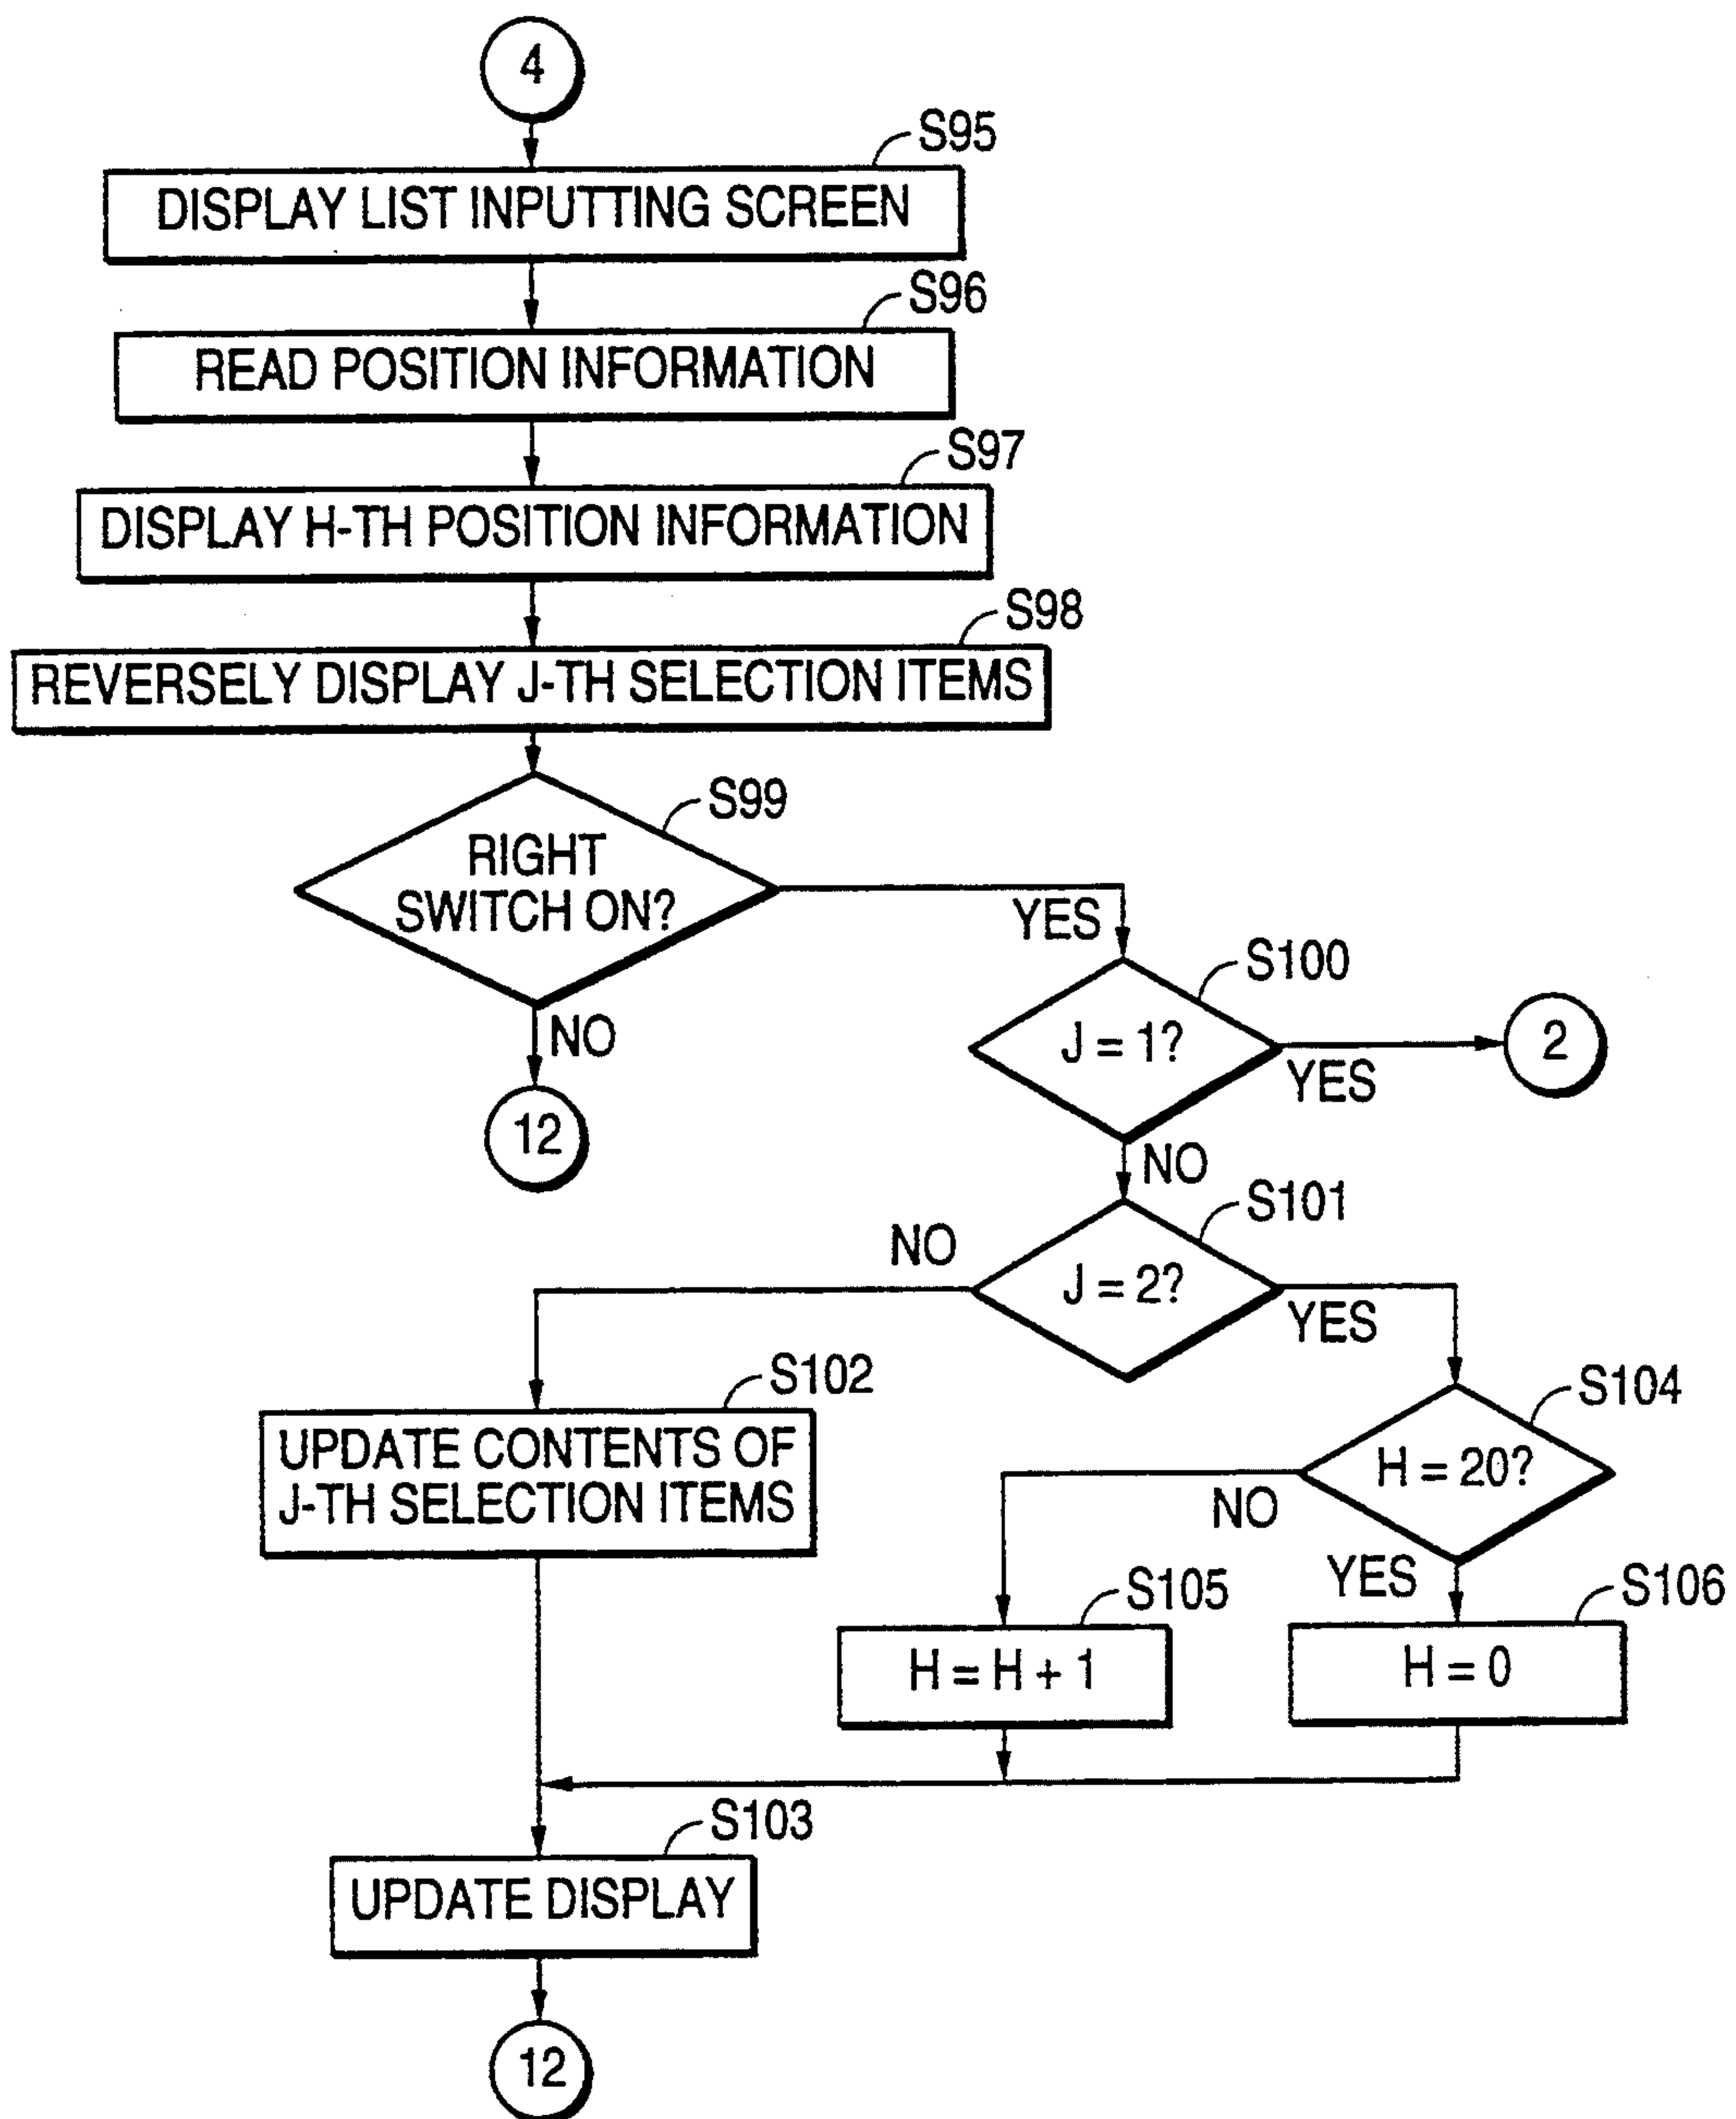 4
S95
DISPLAY LIST INPUTTING SCREEN
S96
READ POSITION INFORMATION
S97
DISPLAY H-TH POSITION INFORMATION
S98
REVERSELY DISPLAY J-TH SELECTION ITEMS
S99
RIGHT
SWITCH ON?
YES
NO
12
S100
J = 1?
YES
2
NO
S101
J = 2?
NO
YES
S102
UPDATE CONTENTS OF
J-TH SELECTION ITEMS
S104
H = 20?
NO
YES
S105
H = H + 1
S106
H = 0
S103
UPDATE DISPLAY
12